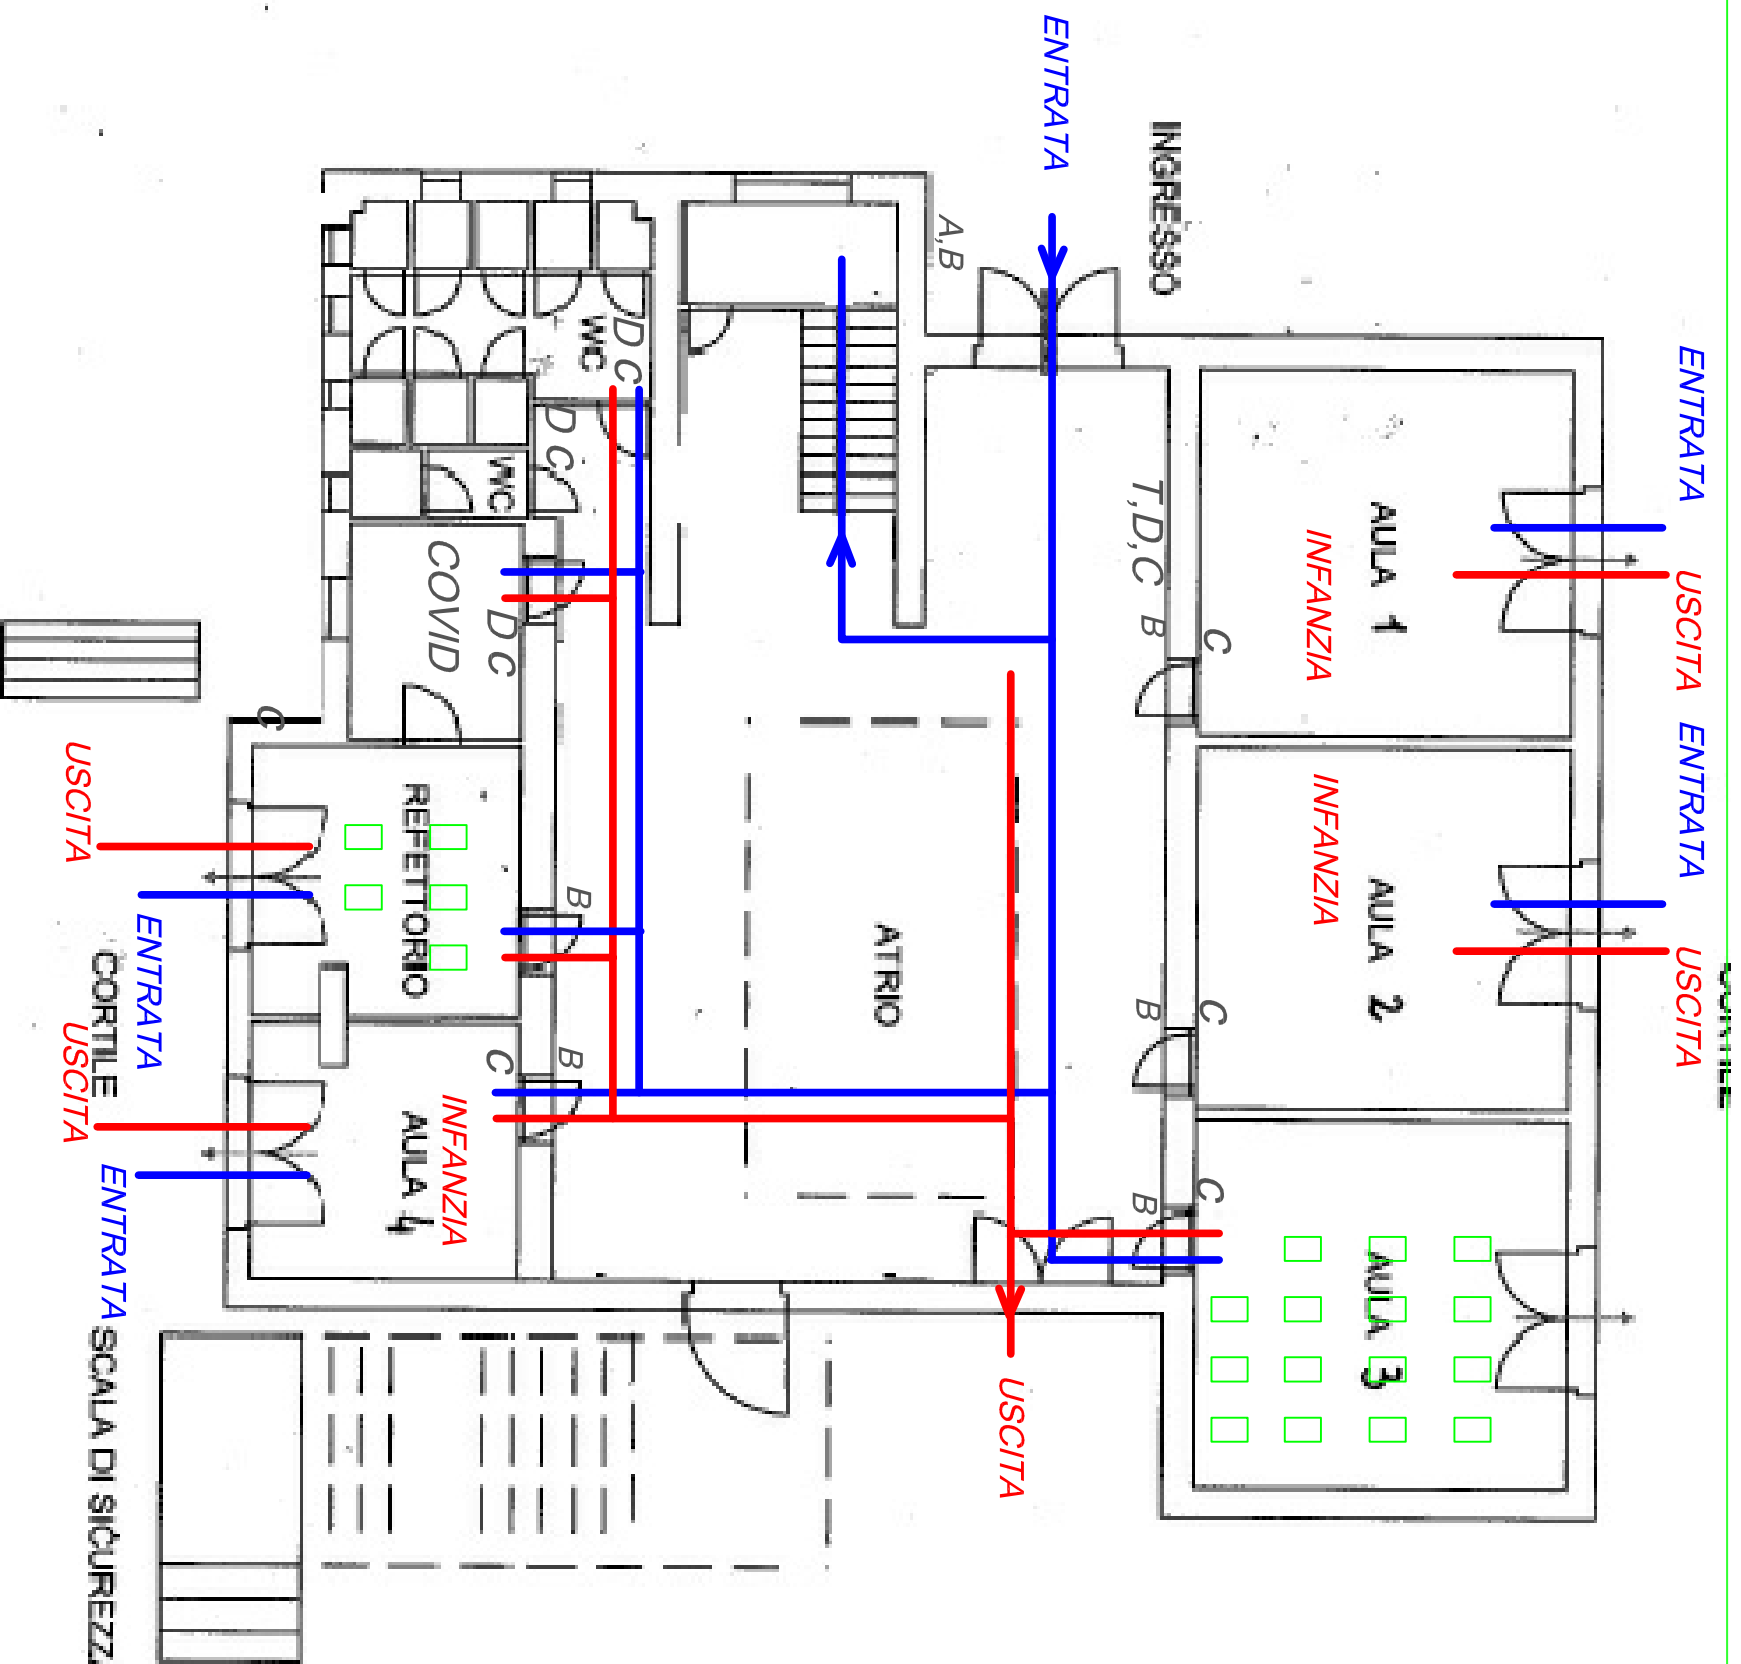 ENTRATA
INGRESSO
A,B
ENTRATA
USCITA
AULA 1
INFANZIA
T,D,C
B
C
D C
WC
D C
WC
COVID
D C
C
ENTRATA
USCITA
AULA 2
INFANZIA
B
C
ATRIO
REFETTORIO
B
USCITA
ENTRATA
CORTILE
USCITA
ENTRATA
C
B
INFANZIA
AULA 4
C
B
AULA 3
USCITA
SCALA DI SICUREZZ